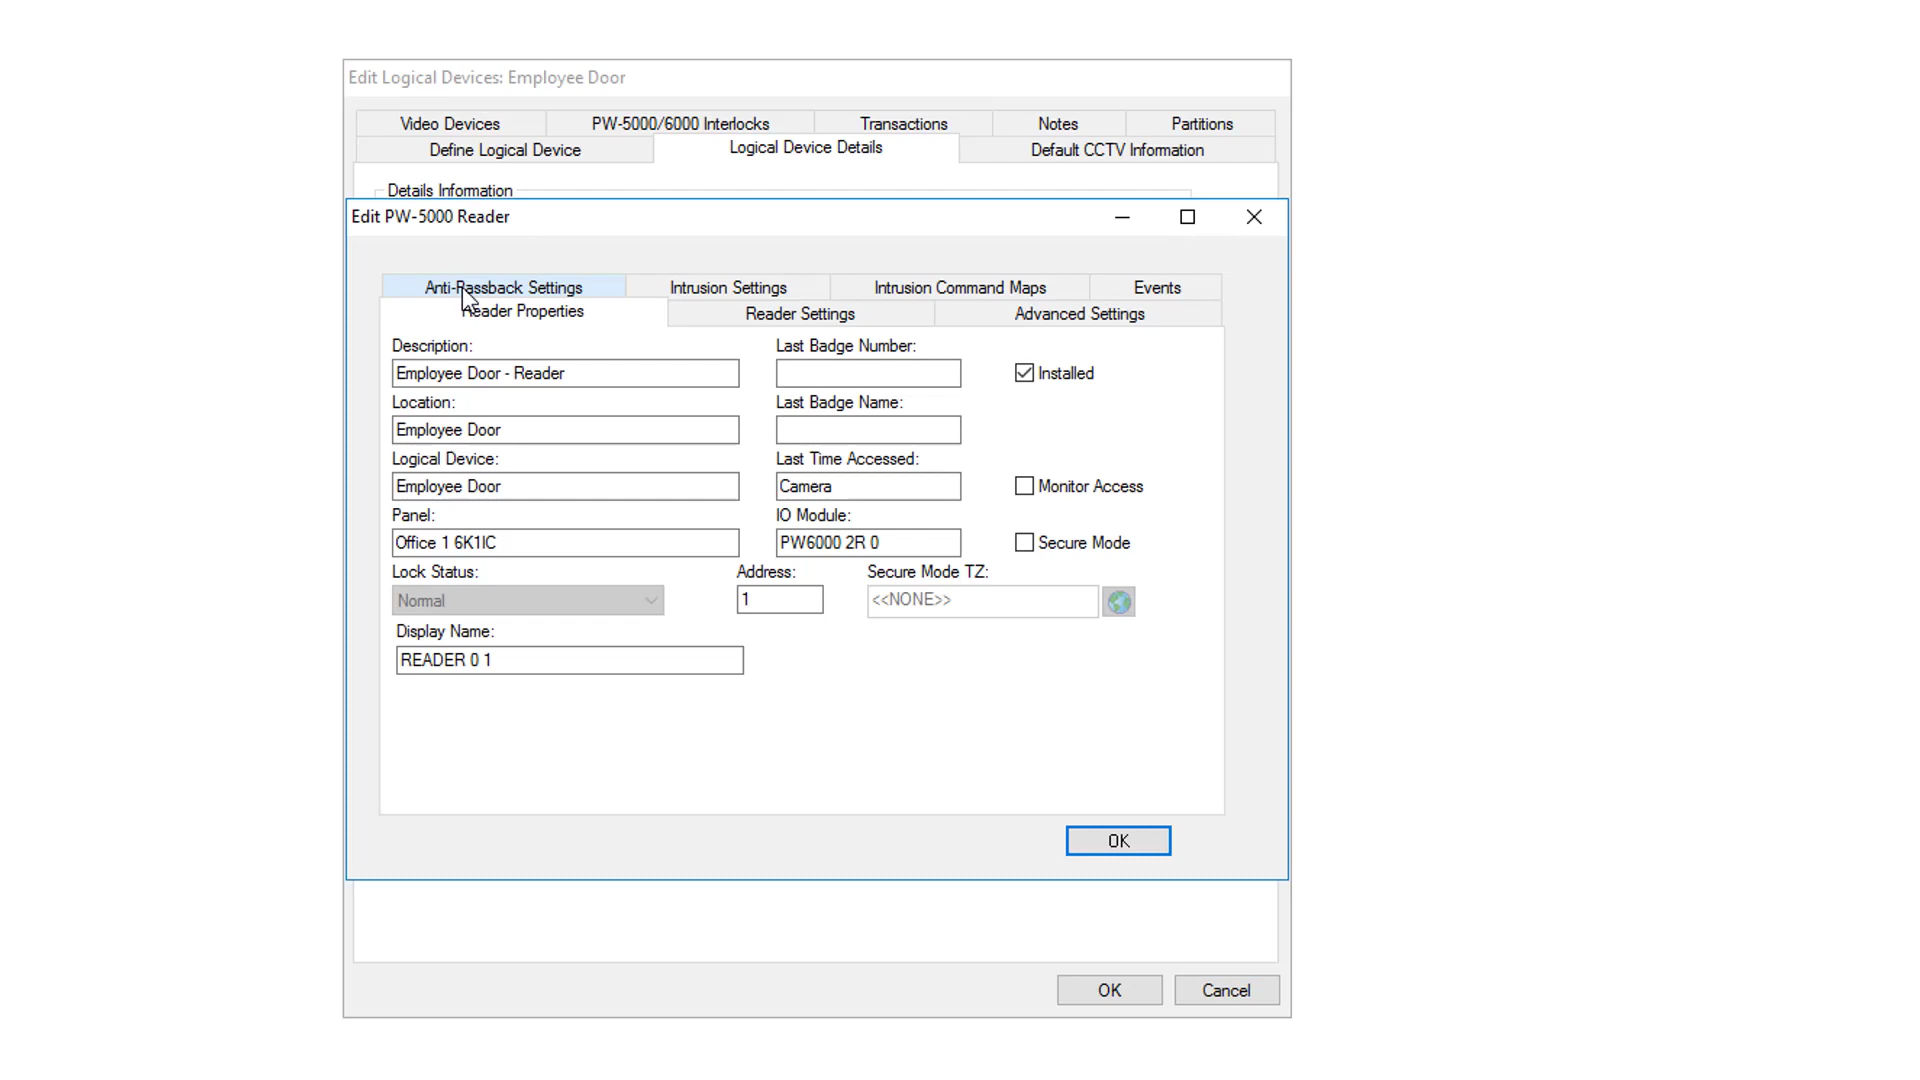 Edit Logical Devices: Employee Door
Video Devices PW-5000/6000 Interlocks Transactions Notes Partitions
Define Logical Device Logical Device Details Default CCTV Information
Details Information
Edit PW-5000 Reader
Anti-Passback Settings Intrusion Settings Intrusion Command Maps Events
Reader Properties Reader Settings Advanced Settings
Description: Last Badge Number:
Employee Door - Reader Installed
Location: Last Badge Name:
Employee Door
Logical Device: Last Time Accessed:
Employee Door Camera Monitor Access
Panel: IO Module:
Office 1 6K1IC PW6000 2R 0 Secure Mode
Lock Status: Address: Secure Mode TZ:
Normal 1 <<NONE>>
Display Name:
READER 0 1
OK
OK Cancel